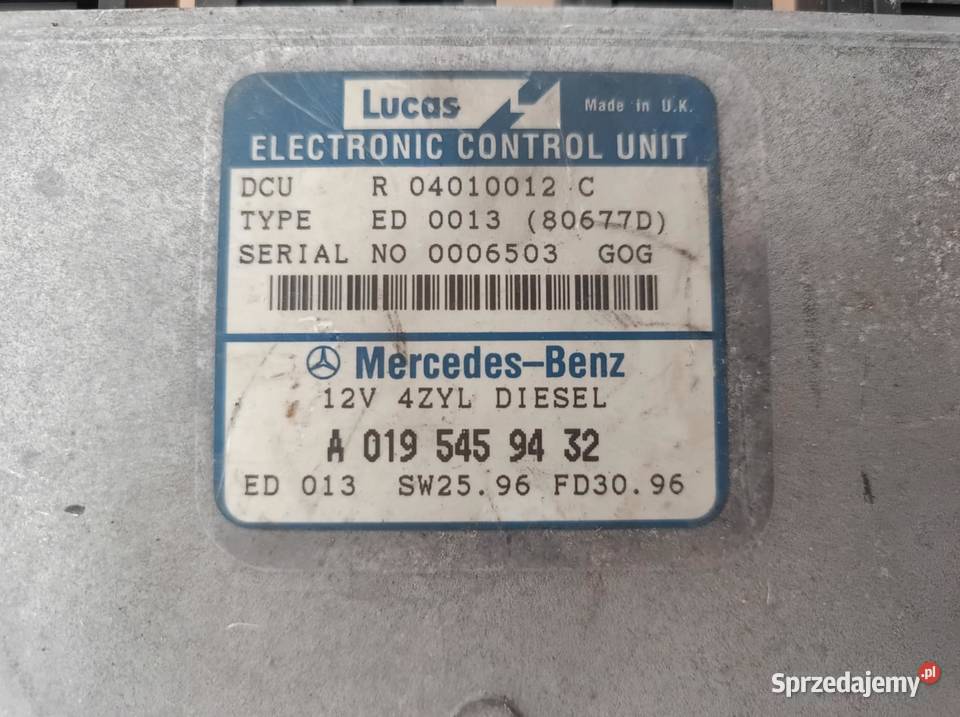 Lucas
Made in U.K.
ELECTRONIC CONTROL UNIT
DCU R 04010012 C
TYPE ED 0013 (80677D)
SERIAL NO 0006503 GOG
Mercedes-Benz
12V 4ZYL DIESEL
A 019 545 94 32
ED 013 SW25.96 FD30.96
Sprzedajemy.pl